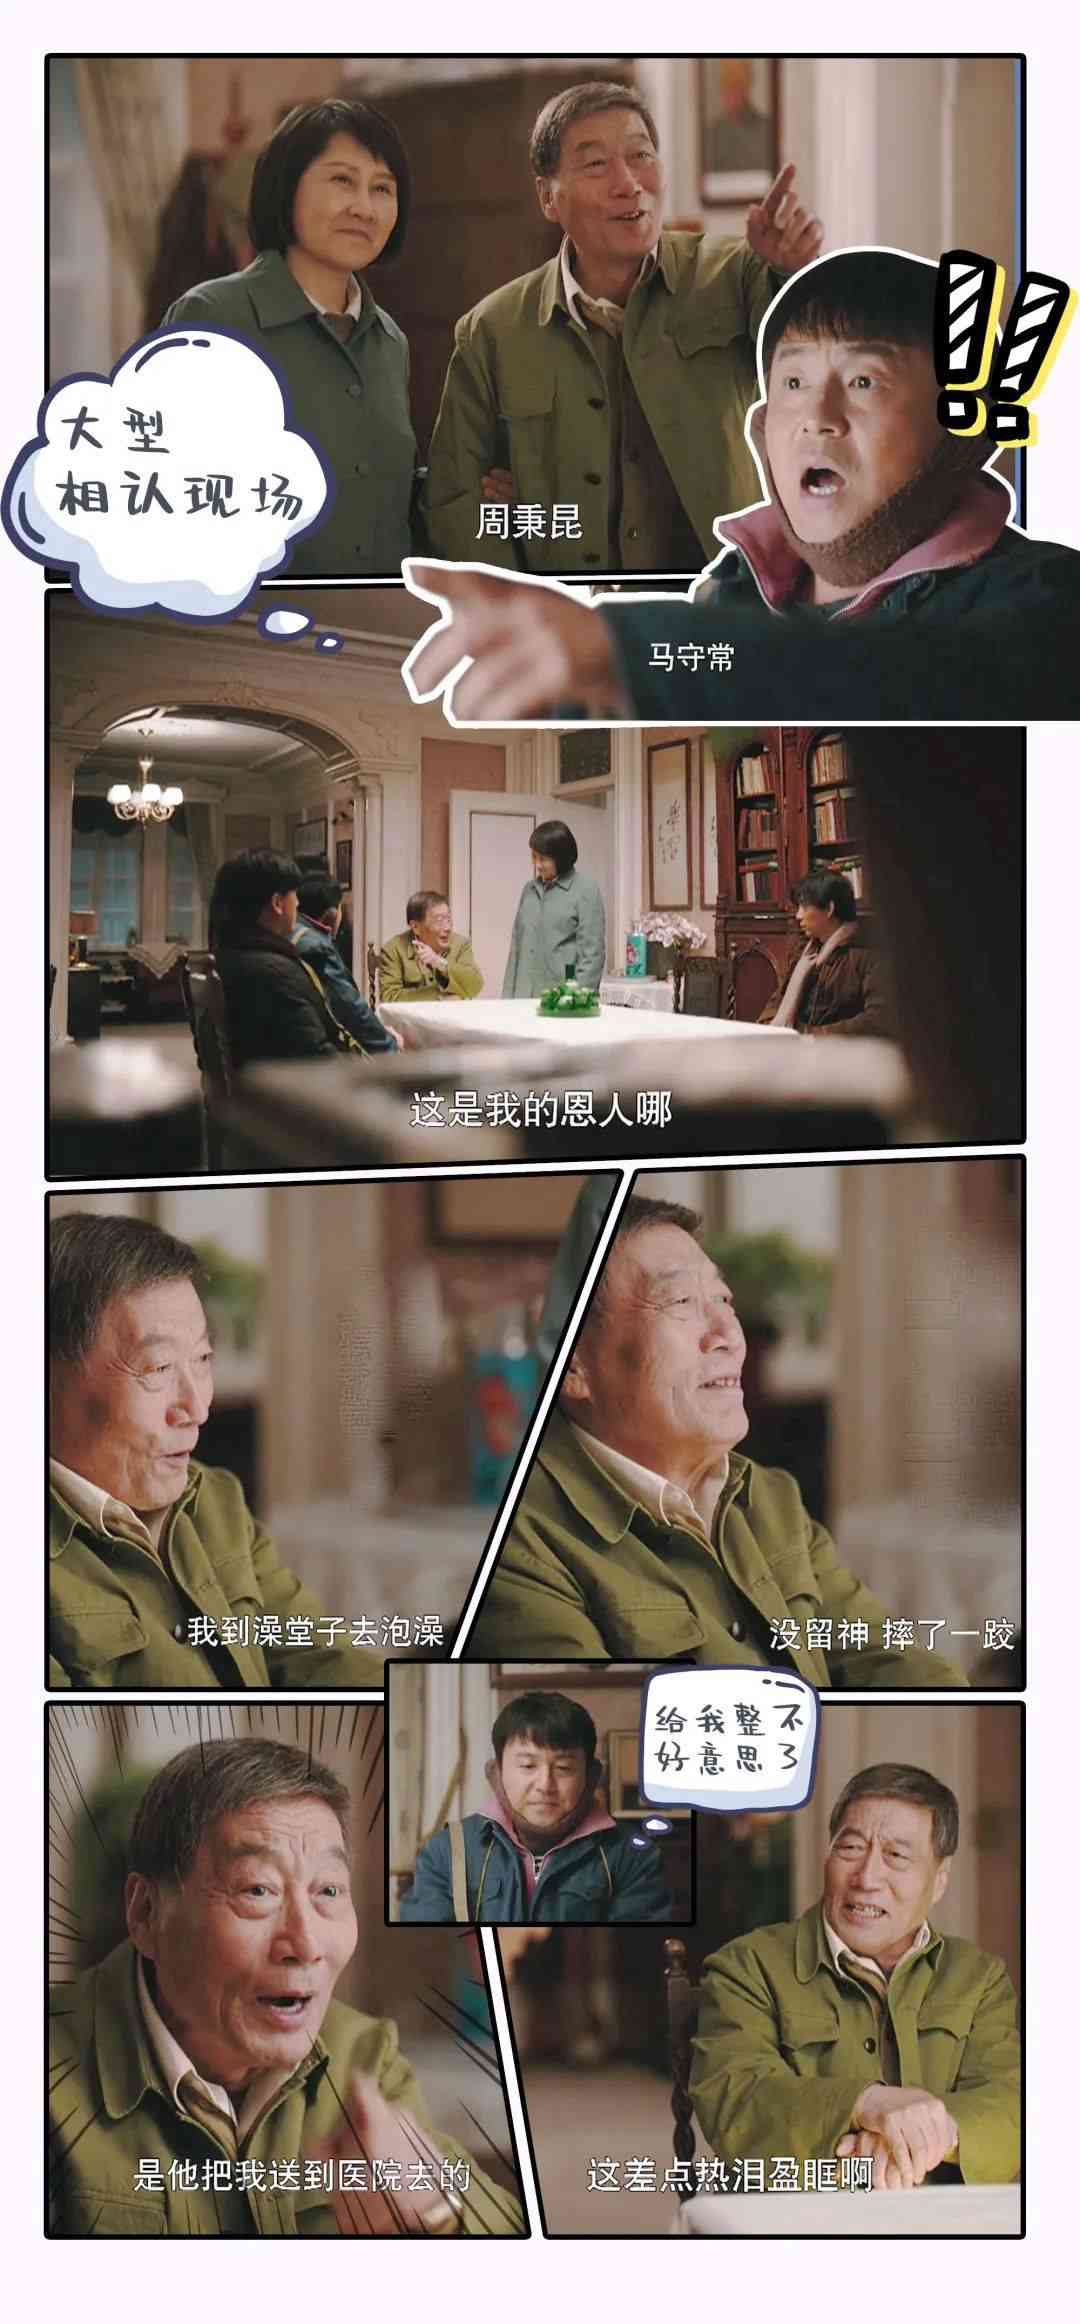 大型
相认现场
周秉昆
马守常
这是我的恩人哪
我到澡堂子去泡澡
没留神 摔了一跤
给我整不
好意思了
是他把我送到医院去的
这差点热泪盈眶啊